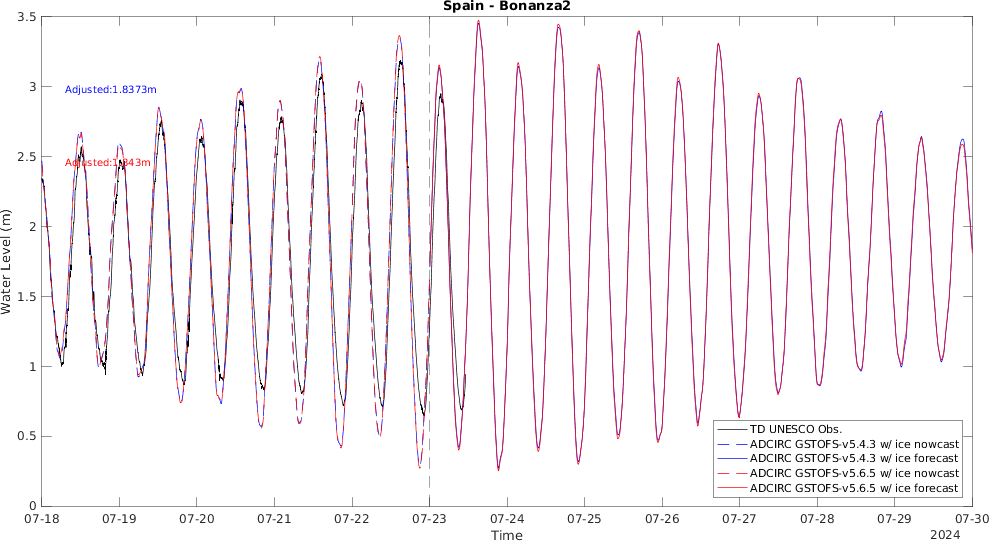 Spain - Bonanza2
3.5
3
2.5
2
1.5
1
0.5
0
Water Level (m)
Adjusted:1.8373m
Adjusted:1.843m
TD UNESCO Obs.
ADCIRC GSTOFS-v5.4.3 w/ ice nowcast
ADCIRC GSTOFS-v5.4.3 w/ ice forecast
ADCIRC GSTOFS-v5.6.5 w/ ice nowcast
ADCIRC GSTOFS-v5.6.5 w/ ice forecast
07-18 07-19 07-20 07-21 07-22 07-23 07-24 07-25 07-26 07-27 07-28 07-29 07-30
Time
2024